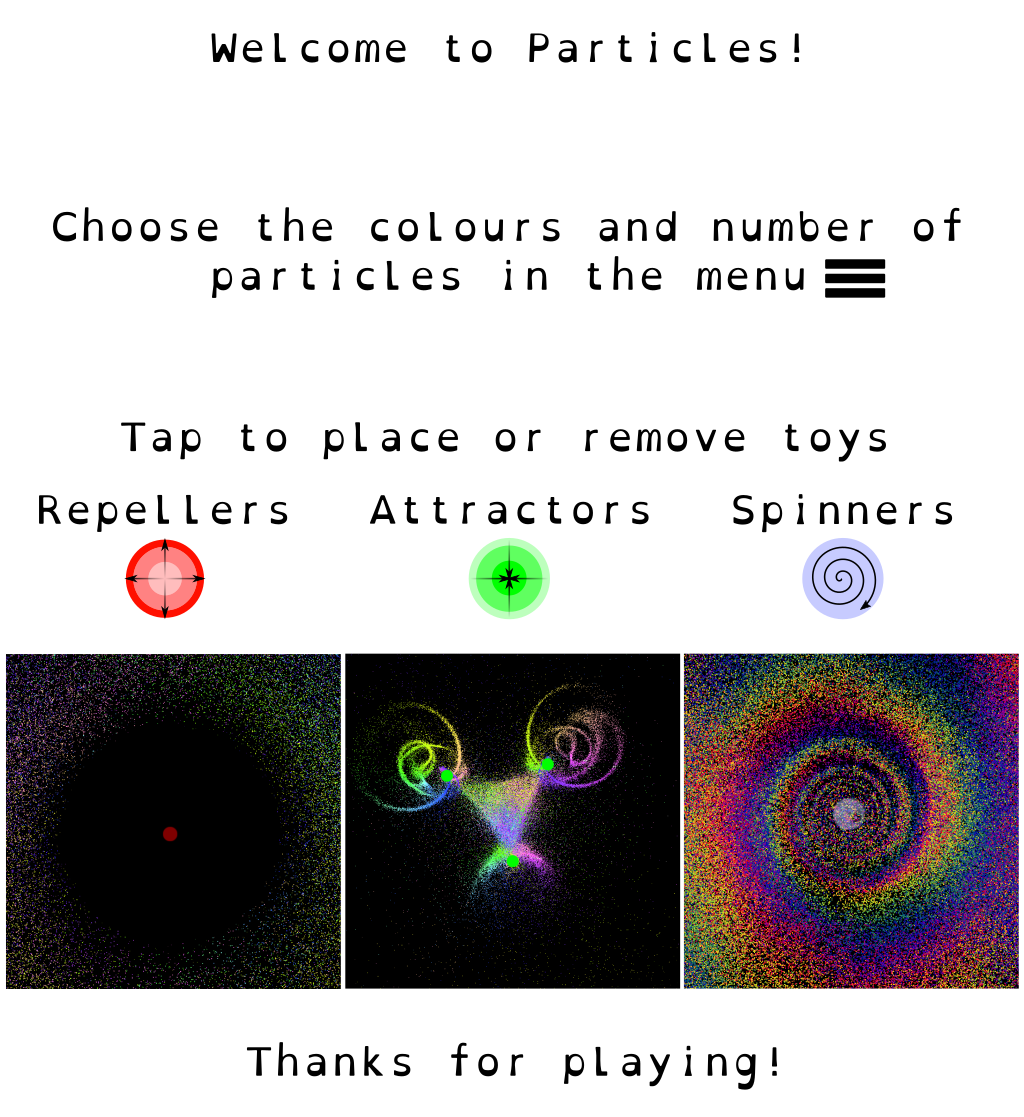 Welcome to Particles!
Choose the colours and number of
particles in the menu
Tap to place or remove toys
Repellers Attractors Spinners
Thanks for playing!